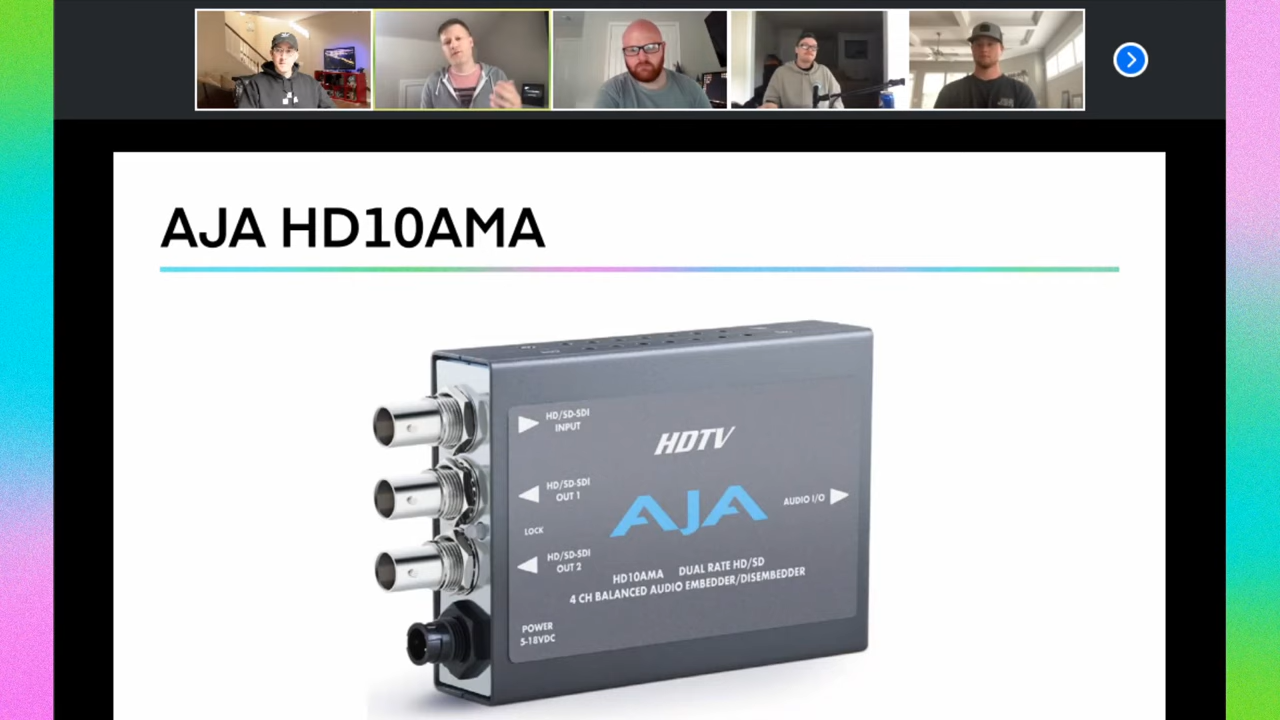 AJA HD10AMA
HD/SD-SDI
INPUT
HDTV
HD/SD-SDI
OUT 1
AJA
AUDIO I/O
LOCK
HD/SD-SDI
OUT 2
HD10AMA DUAL RATE HD/SD
4 CH BALANCED AUDIO EMBEDDER/DISEMBEDDER
POWER
5-18VDC